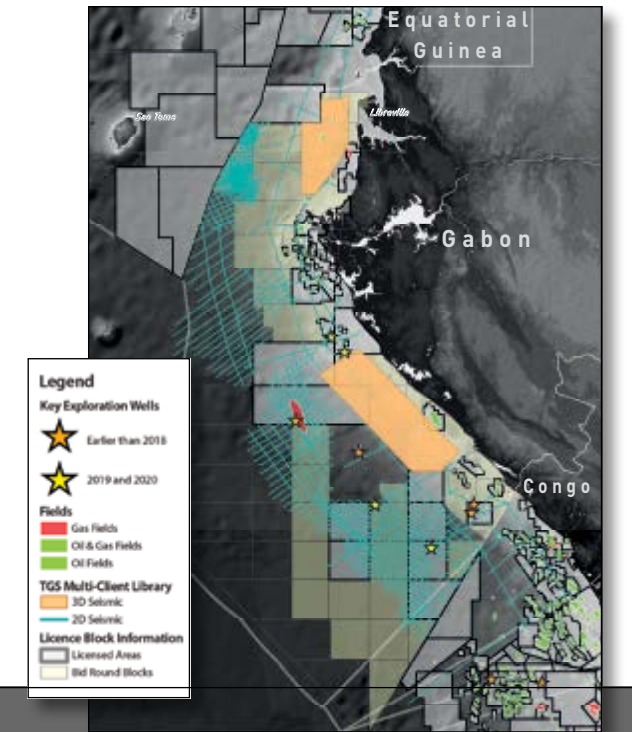 Equatorial
Guinea
Sao Tome
Libreville
Gabon
Congo
Legend
Key Exploration Wells
Earlier than 2018
2019 and 2020
Fields
Gas Fields
Oil & Gas Fields
Oil Fields
TGS Multi-Client Library
3D Seismic
2D Seismic
Licence Block Information
Licensed Areas
Bid Round Blocks